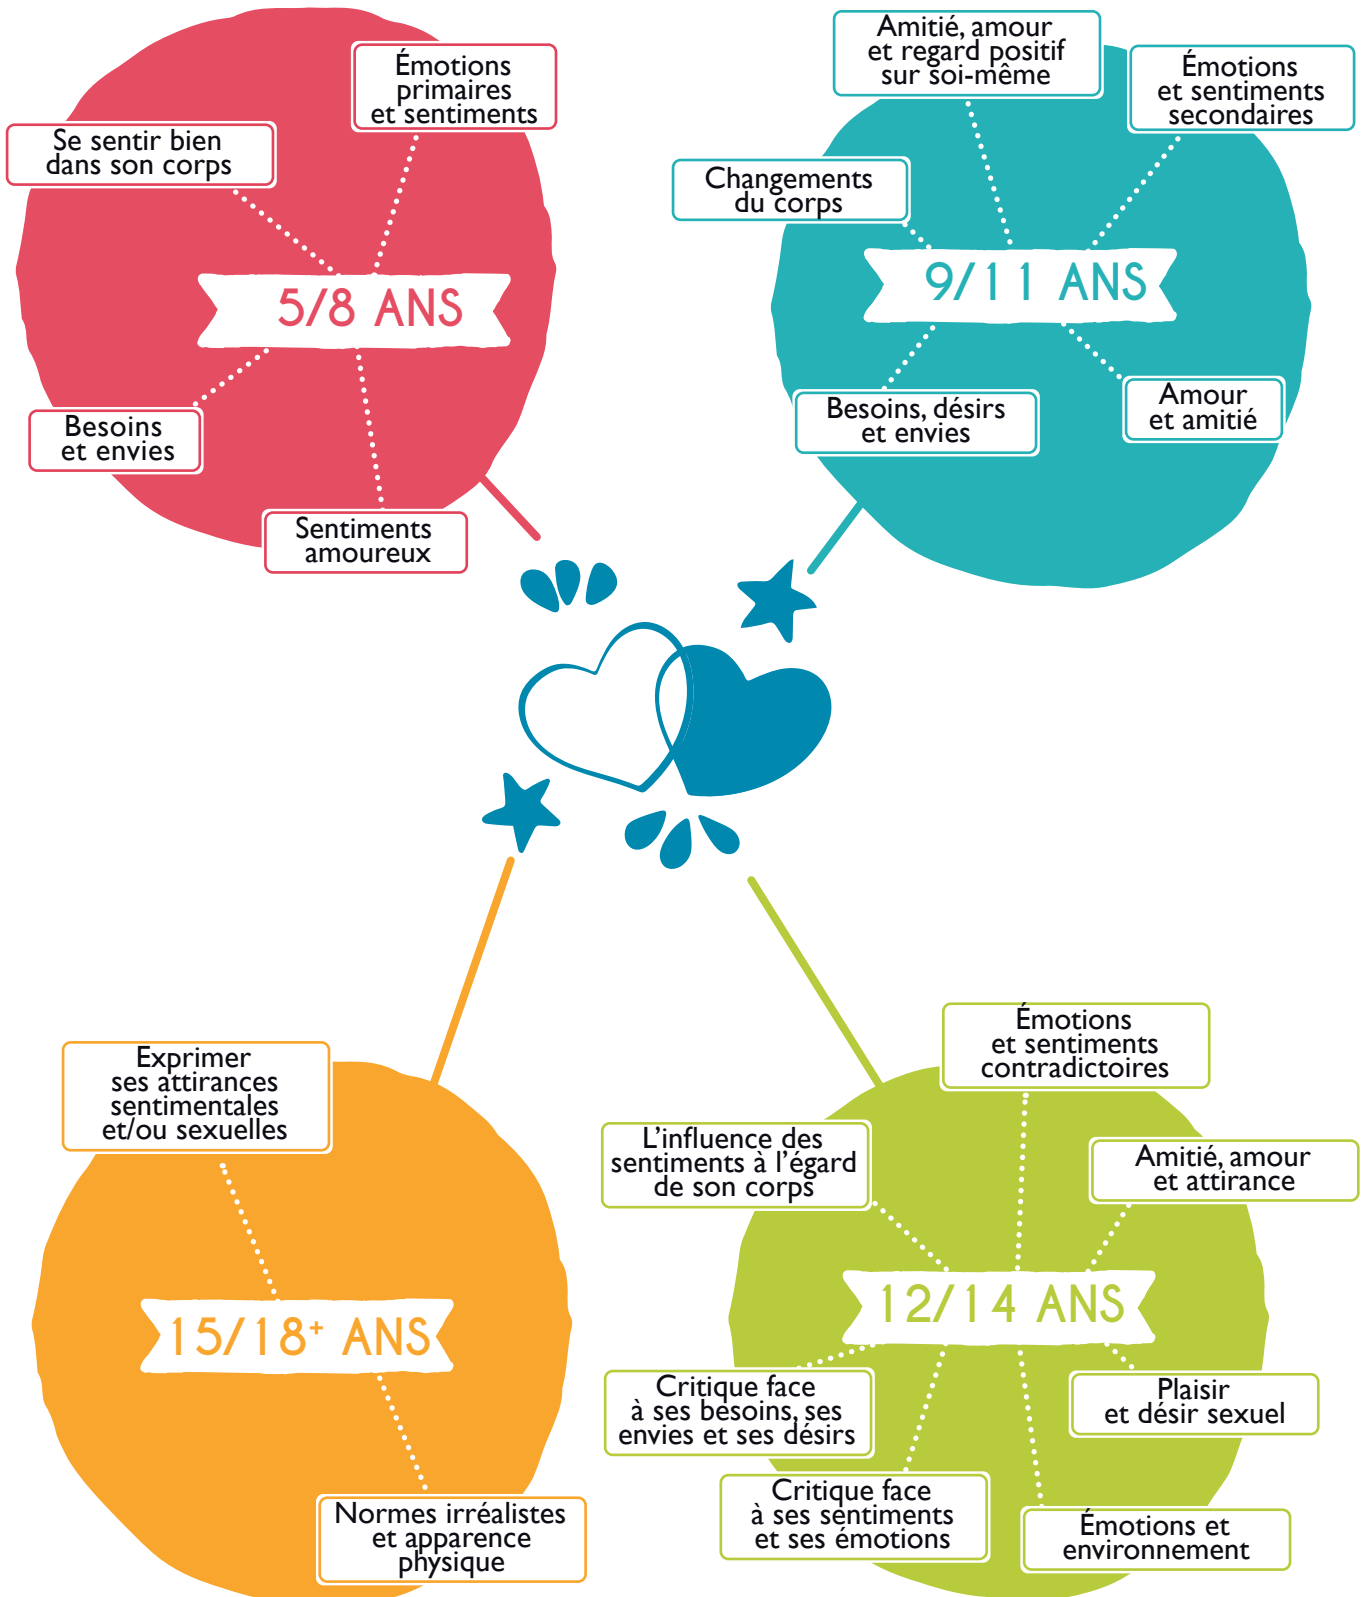 Émotions
primaires
et sentiments
Se sentir bien
dans son corps
5/8 ANS
Besoins
et envies
Sentiments
amoureux
Amitié, amour
et regard positif
sur soi-même
Émotions
et sentiments
secondaires
Changements
du corps
9/11 ANS
Besoins, désirs
et envies
Amour
et amitié
Exprimer
ses attirances
sentimentales
et/ou sexuelles
15/18+ ANS
Normes irréalistes
et apparence
physique
Émotions
et sentiments
contradictoires
L'influence des
sentiments à l'égard
de son corps
Amitié, amour
et attirance
12/14 ANS
Critique face
à ses besoins, ses
envies et ses désirs
Plaisir
et désir sexuel
Critique face
à ses sentiments
et ses émotions
Émotions et
environnement